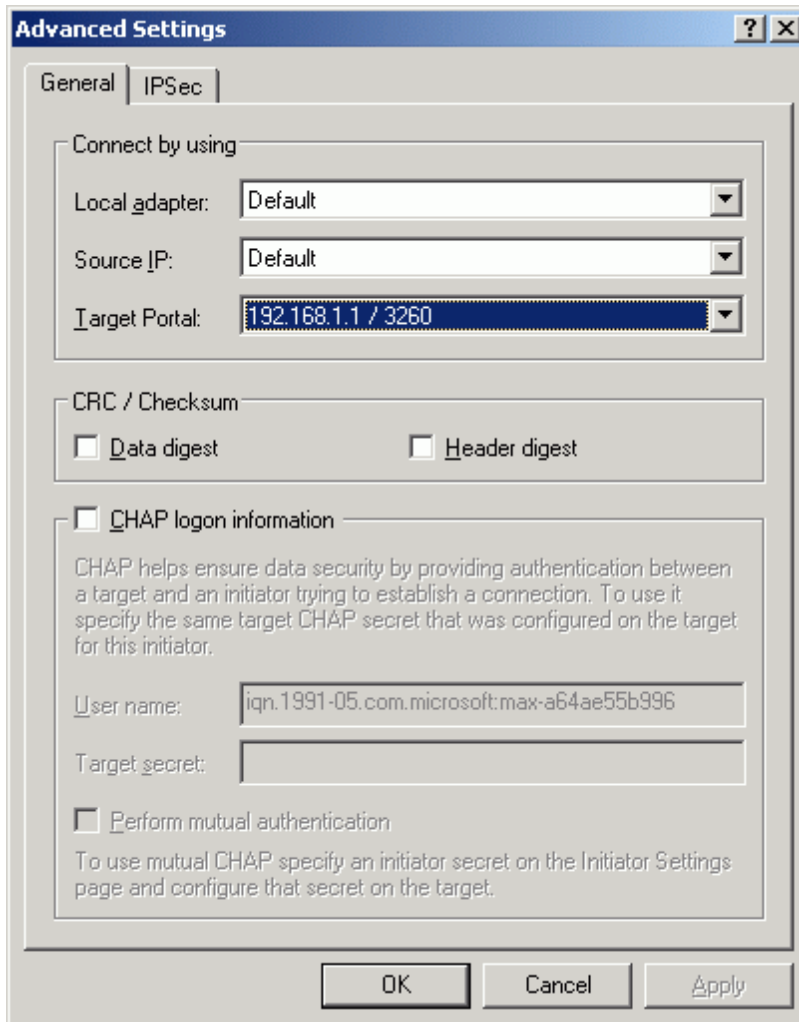 Advanced Settings
General IPSec
Connect by using
Local adapter: Default
Source IP: Default
Target Portal: 192.168.1.1 / 3260
CRC / Checksum
Data digest Header digest
CHAP logon information
CHAP helps ensure data security by providing authentication between
a target and an initiator trying to establish a connection. To use it
specify the same target CHAP secret that was configured on the target
for this initiator.
User name: iqn.1991-05.com.microsoft:max-a64ae55b996
Target secret:
Perform mutual authentication
To use mutual CHAP specify an initiator secret on the Initiator Settings
page and configure that secret on the target.
OK Cancel Apply